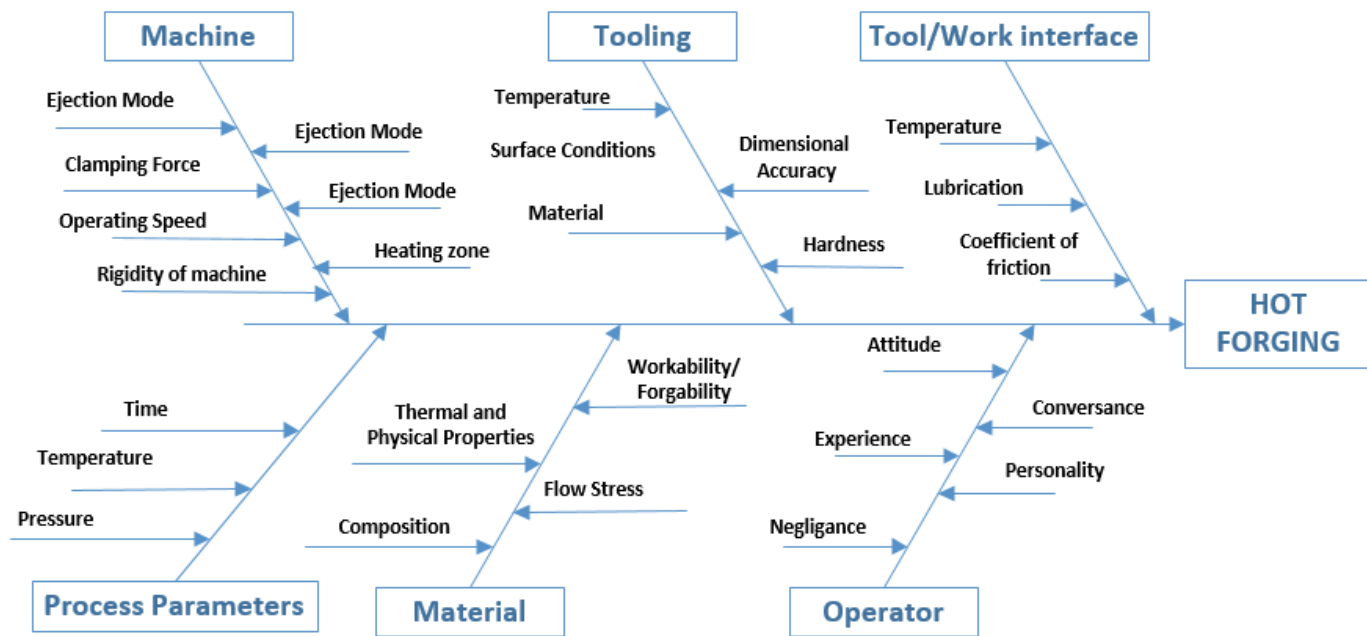 Machine
Tooling
Tool/Work interface
Ejection Mode
Ejection Mode
Clamping Force
Ejection Mode
Operating Speed
Heating zone
Rigidity of machine
Temperature
Surface Conditions
Dimensional
Accuracy
Material
Hardness
Temperature
Lubrication
Coefficient of
friction
HOT
FORGING
Time
Temperature
Pressure
Process Parameters
Workability/
Forgability
Thermal and
Physical Properties
Flow Stress
Composition
Material
Attitude
Conversance
Experience
Personality
Negligance
Operator